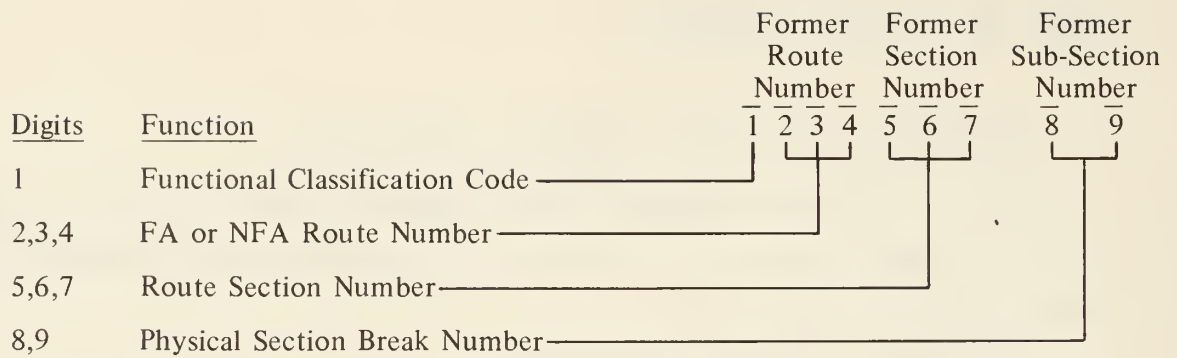 Former Former Former
Route Section Sub-Section
Number Number Number
Digits Function 1 2 3 4 5 6 7 8 9
1 Functional Classification Code
2,3,4 FA or NFA Route Number
5,6,7 Route Section Number
8,9 Physical Section Break Number